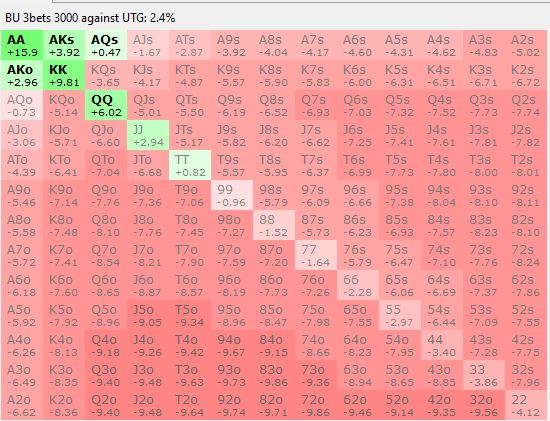 BU 3bets 3000 against UTG: 2.4%
AA AKs AQs AJs ATs A9s A8s A7s A6s A5s A4s A3s A2s
+15.9 +3.92 +0.47 -1.67 -2.87 -3.92 -4.04 -4.17 -4.60 -4.31 -4.62 -4.83 -5.02
AKo KK KQs KJs KTs K9s K8s K7s K6s K5s K4s K3s K2s
+2.96 +9.81 -3.65 -4.17 -4.87 -5.57 -5.90 -5.83 -6.00 -6.31 -6.51 -6.71 -6.72
AQo KQo QQ QJs QTs Q9s Q8s Q7s Q6s Q5s Q4s Q3s Q2s
-0.73 -5.14 +6.02 -5.01 -5.50 -6.19 -6.52 -6.93 -7.03 -7.32 -7.52 -7.73 -7.74
AJo KJo QJo JJ JTs J9s J8s J7s J6s J5s J4s J3s J2s
-3.06 -5.71 -6.60 +2.94 -5.17 -5.82 -6.20 -6.62 -7.25 -7.41 -7.61 -7.81 -7.82
ATo KTo QTo JTo TT T9s T8s T7s T6s T5s T4s T3s T2s
-4.39 -6.41 -7.04 -6.68 +0.82 -5.57 -5.95 -6.37 -6.99 -7.73 -7.80 -8.00 -8.01
A9o K9o Q9o J9o T9o 99 98s 97s 96s 95s 94s 93s 92s
-5.46 -7.14 -7.76 -7.36 -7.06 -0.96 -5.79 -6.09 -6.66 -7.38 -8.04 -8.10 -8.11
A8o K8o Q8o J8o T8o 98o 88 87s 86s 85s 84s 83s 82s
-5.58 -7.48 -8.10 -7.76 -7.45 -7.27 -1.52 -5.73 -6.23 -6.93 -7.57 -8.23 -8.10
A7o K7o Q7o J7o T7o 97o 87o 77 76s 75s 74s 73s 72s
-5.72 -7.41 -8.54 -8.21 -7.90 -7.59 -7.20 -1.64 -5.79 -6.47 -7.10 -7.76 -8.24
A6o K6o Q6o J6o T6o 96o 86o 76o 66 65s 64s 63s 62s
-6.18 -7.60 -8.65 -8.87 -8.57 -8.19 -7.73 -7.26 -2.28 -6.06 -6.69 -7.37 -7.86
A5o K5o Q5o J5o T5o 95o 85o 75o 65o 55 54s 53s 52s
-5.92 -7.92 -8.96 -9.05 -9.34 -8.96 -8.47 -7.98 -7.55 -2.97 -6.44 -7.09 -7.55
A4o K4o Q4o J4o T4o 94o 84o 74o 64o 54o 44 43s 42s
-6.26 -8.13 -9.18 -9.26 -9.42 -9.67 -9.15 -8.66 -8.23 -7.95 -3.40 -7.28 -7.75
A3o K3o Q3o J3o T3o 93o 83o 73o 63o 53o 43o 33 32s
-6.49 -8.35 -9.40 -9.48 -9.63 -9.73 -9.86 -9.36 -8.94 -8.65 -8.85 -3.86 -7.96
A2o K2o Q2o J2o T2o 92o 82o 72o 62o 52o 42o 32o 22
-6.62 -8.36 -9.40 -9.48 -9.64 -9.74 -9.71 -9.86 -9.46 -9.14 -9.35 -9.56 -4.12